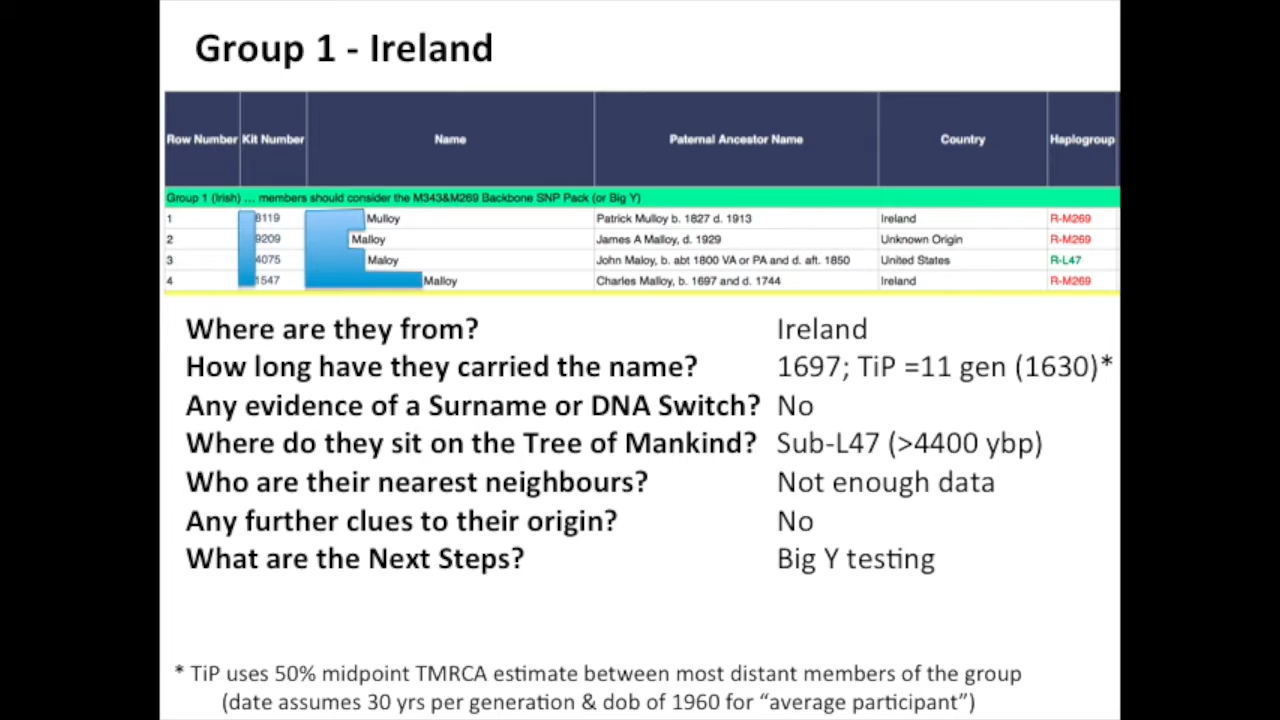 Group 1 - Ireland
Row Number Kit Number Name Paternal Ancestor Name Country Haplogroup
Group 1 (Irish) ... members should consider the M343&M269 Backbone SNP Pack (or Big Y)
1 8119 Mulloy Patrick Mulloy b. 1827 d. 1913 Ireland R-M269
2 9209 Malloy James A Malloy, d. 1929 Unknown Origin R-M269
3 4075 Maloy John Maloy, b. abt 1800 VA or PA and d. aft. 1850 United States R-L47
4 1547 Malloy Charles Malloy, b. 1697 and d. 1744 Ireland R-M269
Where are they from? Ireland
How long have they carried the name? 1697; TiP =11 gen (1630)*
Any evidence of a Surname or DNA Switch? No
Where do they sit on the Tree of Mankind? Sub-L47 (>4400 ybp)
Who are their nearest neighbours? Not enough data
Any further clues to their origin? No
What are the Next Steps? Big Y testing
* TiP uses 50% midpoint TMRCA estimate between most distant members of the group
(date assumes 30 yrs per generation & dob of 1960 for “average participant”)